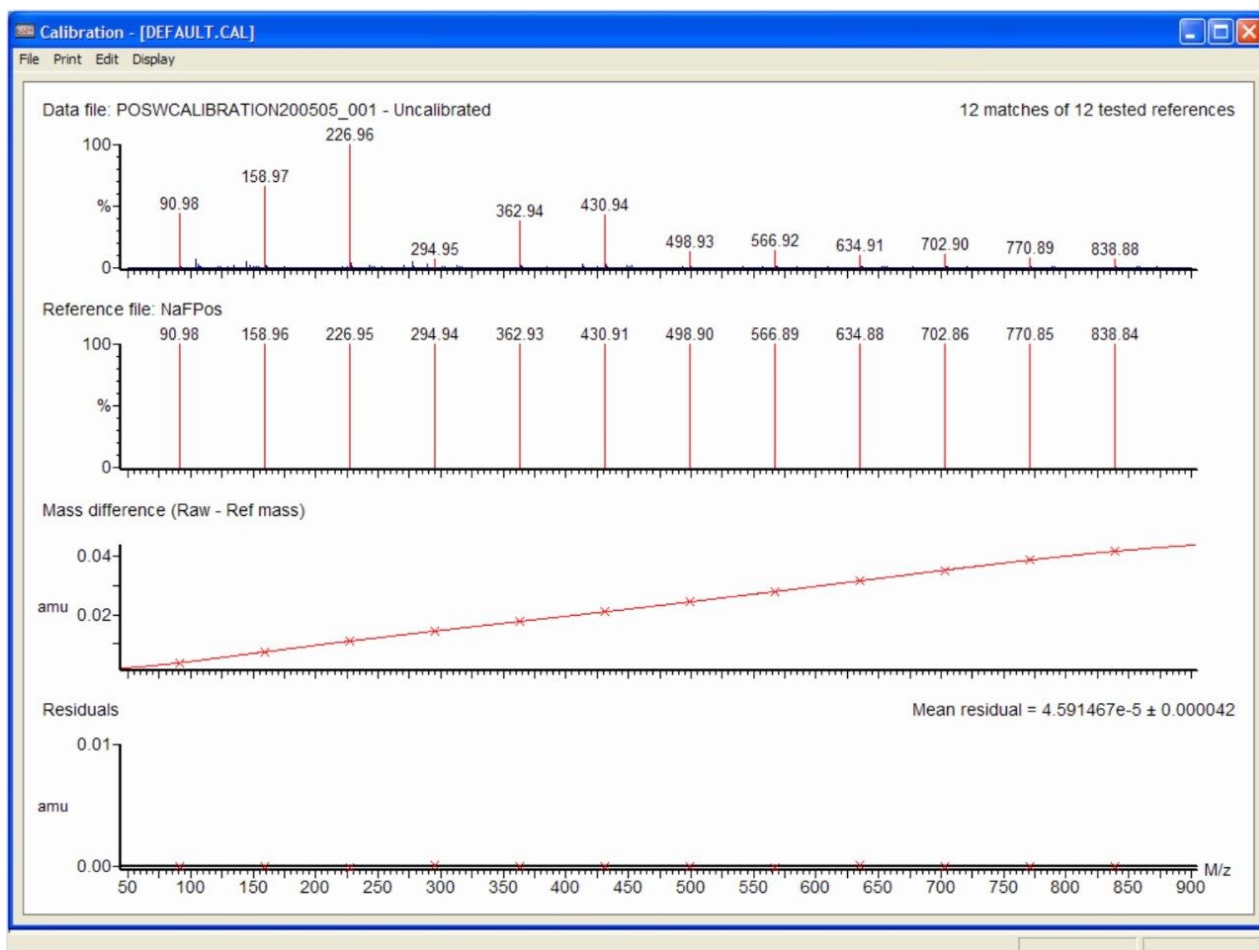 Calibration - [DEFAULT.CAL]
File Print Edit Display
Data file: POSWCALIBRATION200505_001 - Uncalibrated 12 matches of 12 tested references
100
%
0
90.98 158.97 226.96 294.95 362.94 430.94 498.93 566.92 634.91 702.90 770.89 838.88
Reference file: NaFPos
90.98 158.96 226.95 294.94 362.93 430.91 498.90 566.89 634.88 702.86 770.85 838.84
100
%
0
Mass difference (Raw - Ref mass)
0.04
amu 0.02
Residuals Mean residual = 4.591467e-5 ± 0.000042
0.01
amu
0.00
M/z
50 100 150 200 250 300 350 400 450 500 550 600 650 700 750 800 850 900